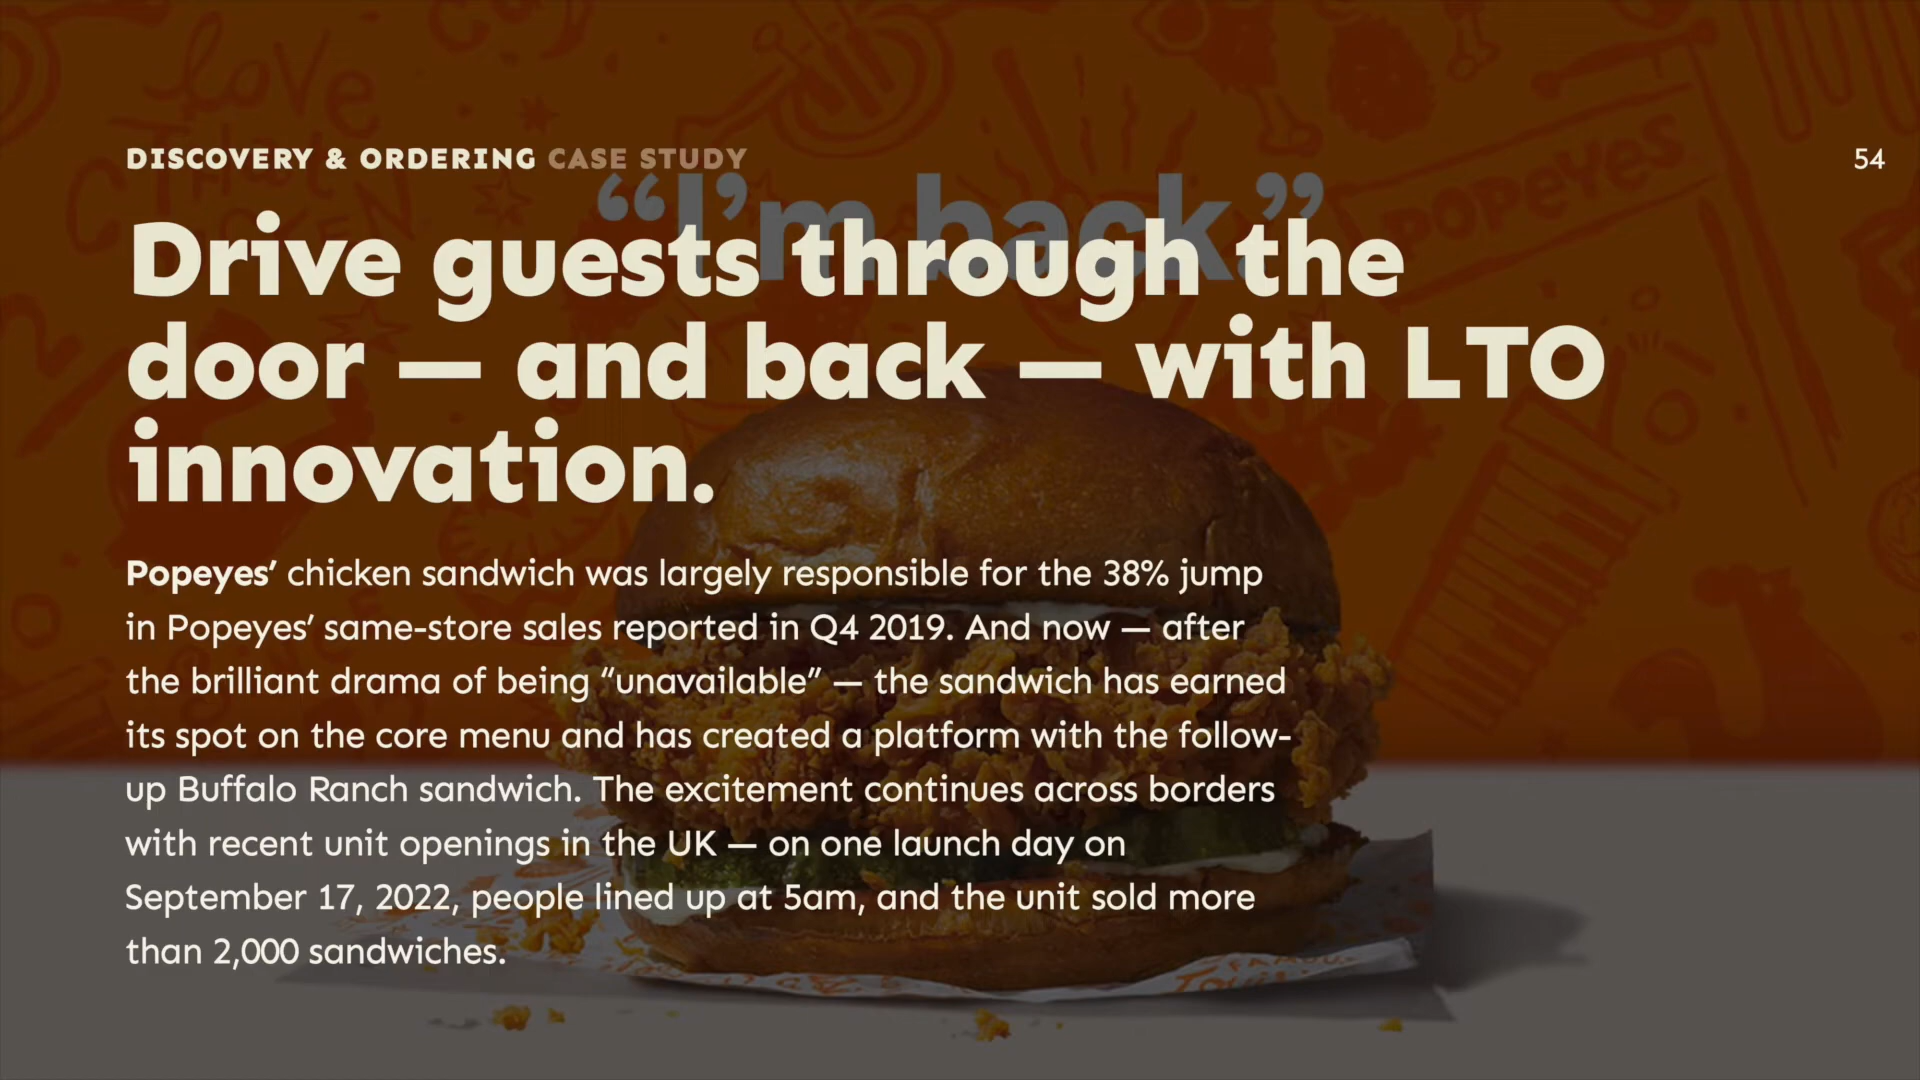 DISCOVERY & ORDERING CASE STUDY
54
“I’m back.”
Drive guests through the
door — and back — with LTO
innovation.
Popeyes’ chicken sandwich was largely responsible for the 38% jump
in Popeyes’ same-store sales reported in Q4 2019. And now — after
the brilliant drama of being “unavailable” — the sandwich has earned
its spot on the core menu and has created a platform with the follow-
up Buffalo Ranch sandwich. The excitement continues across borders
with recent unit openings in the UK — on one launch day on
September 17, 2022, people lined up at 5am, and the unit sold more
than 2,000 sandwiches.
love
That
CHICKEN
POPEYES